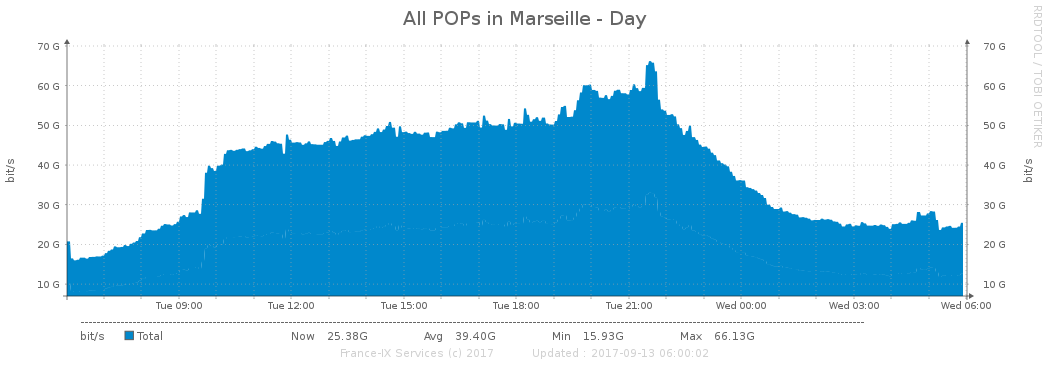 All POPs in Marseille - Day
RRDTOOL / TOBI OETIKER
70 G 70 G
60 G 60 G
50 G 50 G
40 G 40 G
30 G 30 G
20 G 20 G
10 G 10 G
bit/s bit/s
Tue 09:00 Tue 12:00 Tue 15:00 Tue 18:00 Tue 21:00 Wed 00:00 Wed 03:00 Wed 06:00
bit/s Total Now 25.38G Avg 39.40G Min 15.93G Max 66.13G
France-IX Services (c) 2017 Updated : 2017-09-13 06:00:02